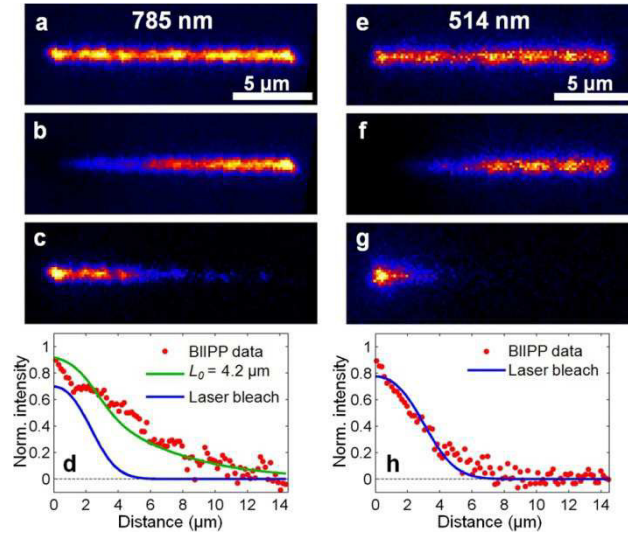 a 785 nm
5 µm
b
c
Norm. intensity
1
0.8
0.6
0.4
0.2
0
BIIPP data
L₀ = 4.2 µm
Laser bleach
d
0 2 4 6 8 10 12 14
Distance (µm)
e 514 nm
5 µm
f
g
Norm. intensity
1
0.8
0.6
0.4
0.2
0
BIIPP data
Laser bleach
h
0 2 4 6 8 10 12 14
Distance (µm)